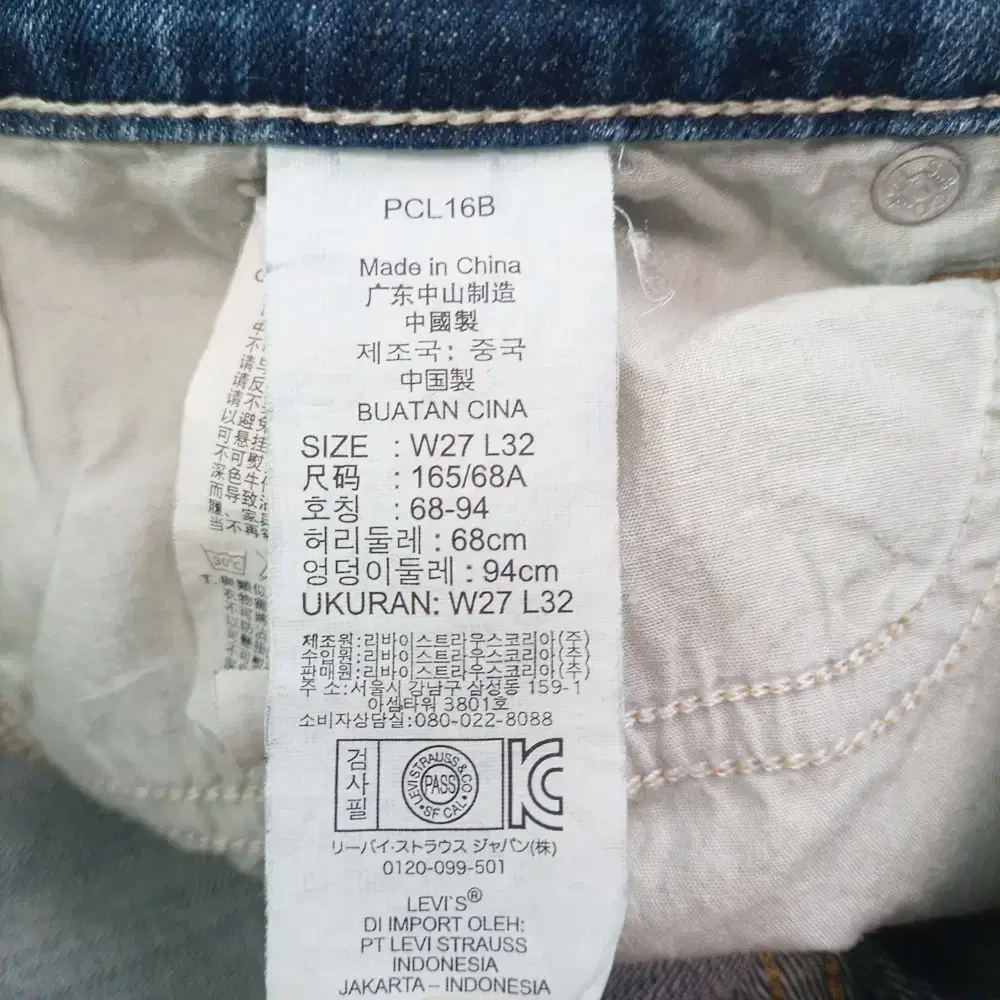 PCL16B
Made in China
广东中山制造
中國製
제조국: 중국
中国製
BUATAN CINA
SIZE : W27 L32
尺码 : 165/68A
호칭 : 68-94
허리둘레 : 68cm
엉덩이둘레 : 94cm
UKURAN: W27 L32
제조원:리바이스트라우스코리아(주)
수입원:리바이스트라우스코리아(주)
판매원:리바이스트라우스코리아(주)
주 소:서울시 강남구 삼성동 159-1
아셈타워 3801호
소비자상담실:080-022-8088
검사필
LEVI STRAUSS & CO
PASS
SF CAL
リーバイ·ストラウス ジャパン(株)
0120-099-501
LEVI'S®
DI IMPORT OLEH:
PT LEVI STRAUSS
INDONESIA
JAKARTA – INDONESIA
30°C